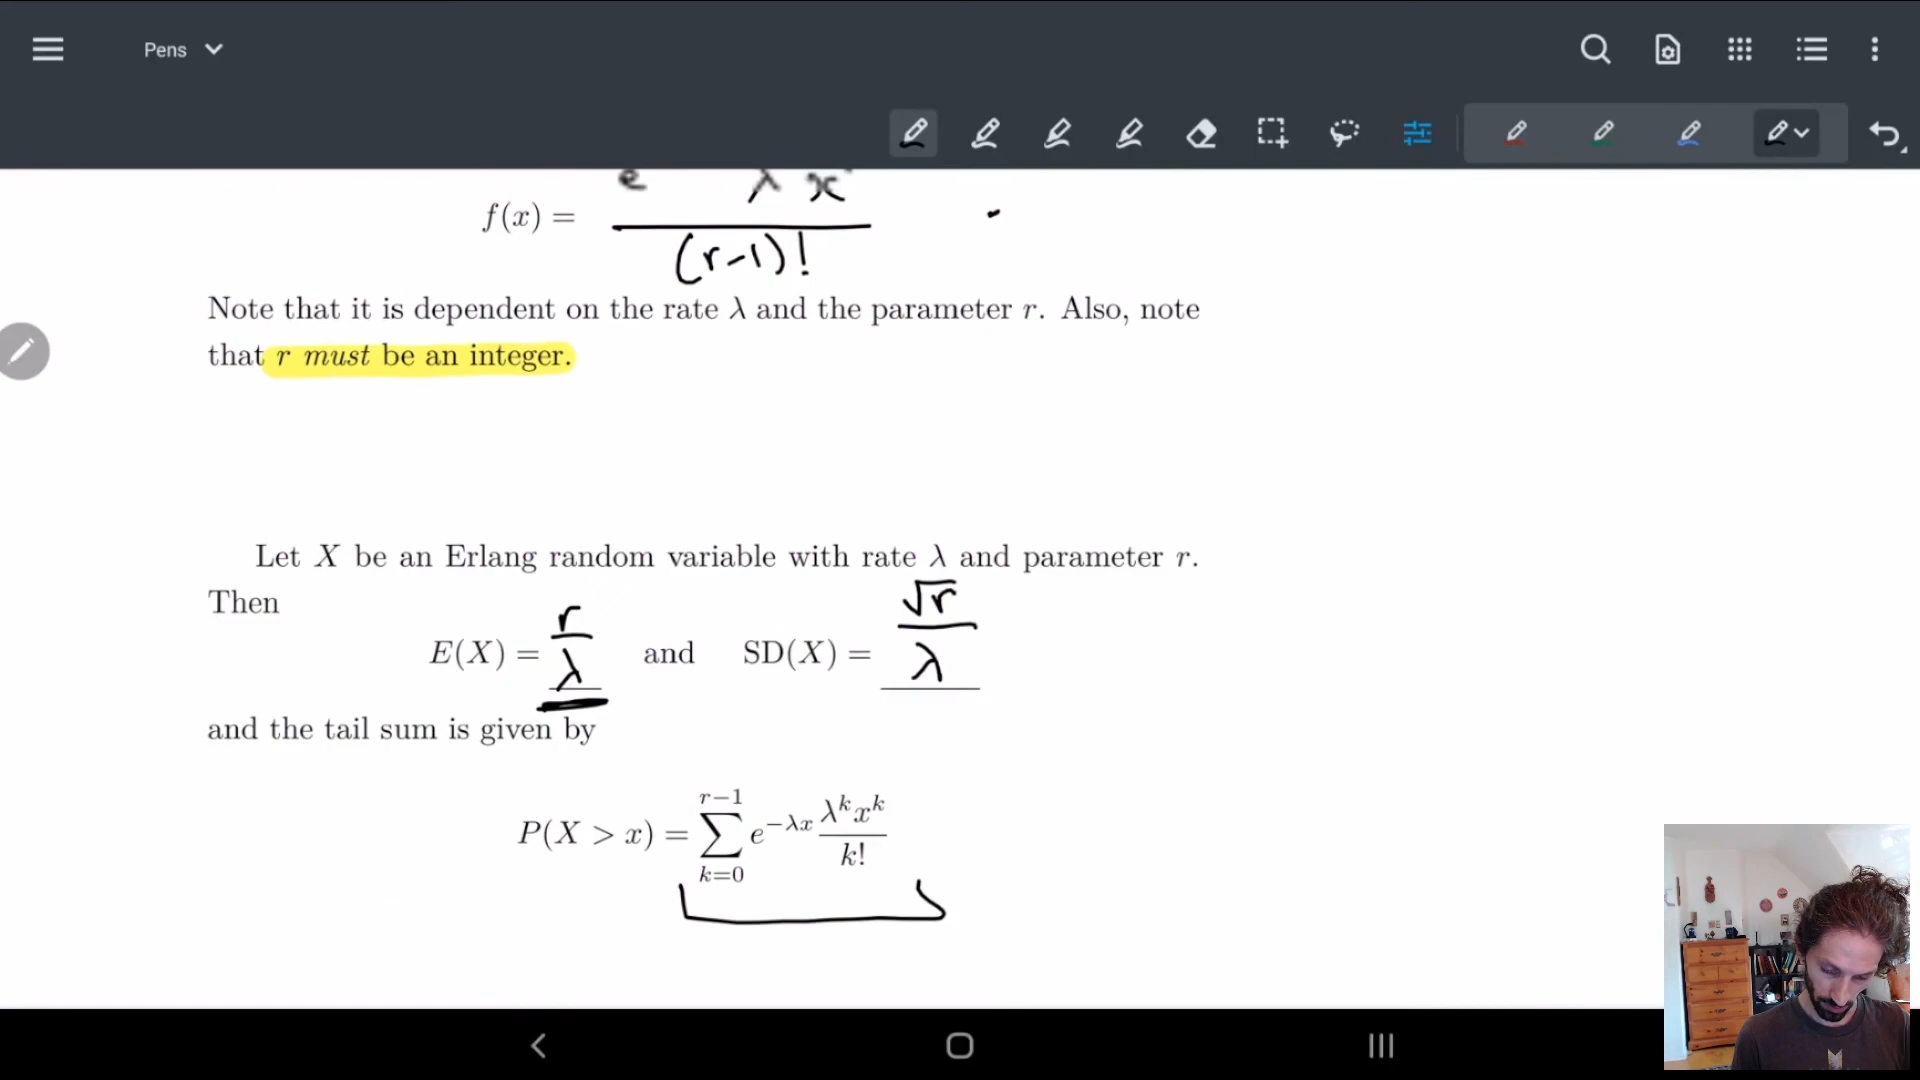 Pens
e λ x
f(x) =
(r-1)!
Note that it is dependent on the rate λ and the parameter r. Also, note
that r must be an integer.
Let X be an Erlang random variable with rate λ and parameter r.
Then
E(X) = r/λ and SD(X) = √r/λ
and the tail sum is given by
P(X > x) = ∑_{k=0}^{r-1} e^{-λx} λ^k x^k / k!